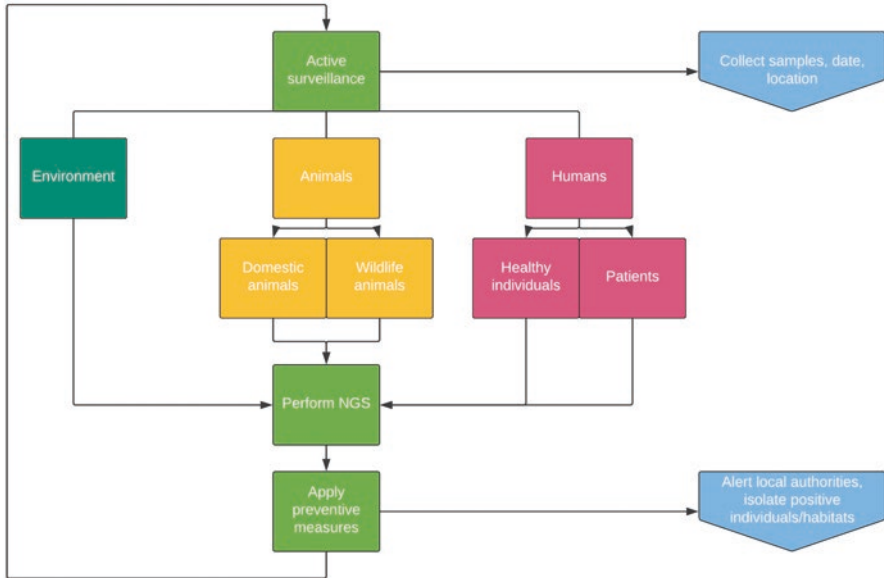 Active
surveillance
Collect samples, date,
location
Environment
Animals
Humans
Domestic
animals
Wildlife
animals
Healthy
individuals
Patients
Perform NGS
Apply
preventive
measures
Alert local authorities,
isolate positive
individuals/habitats